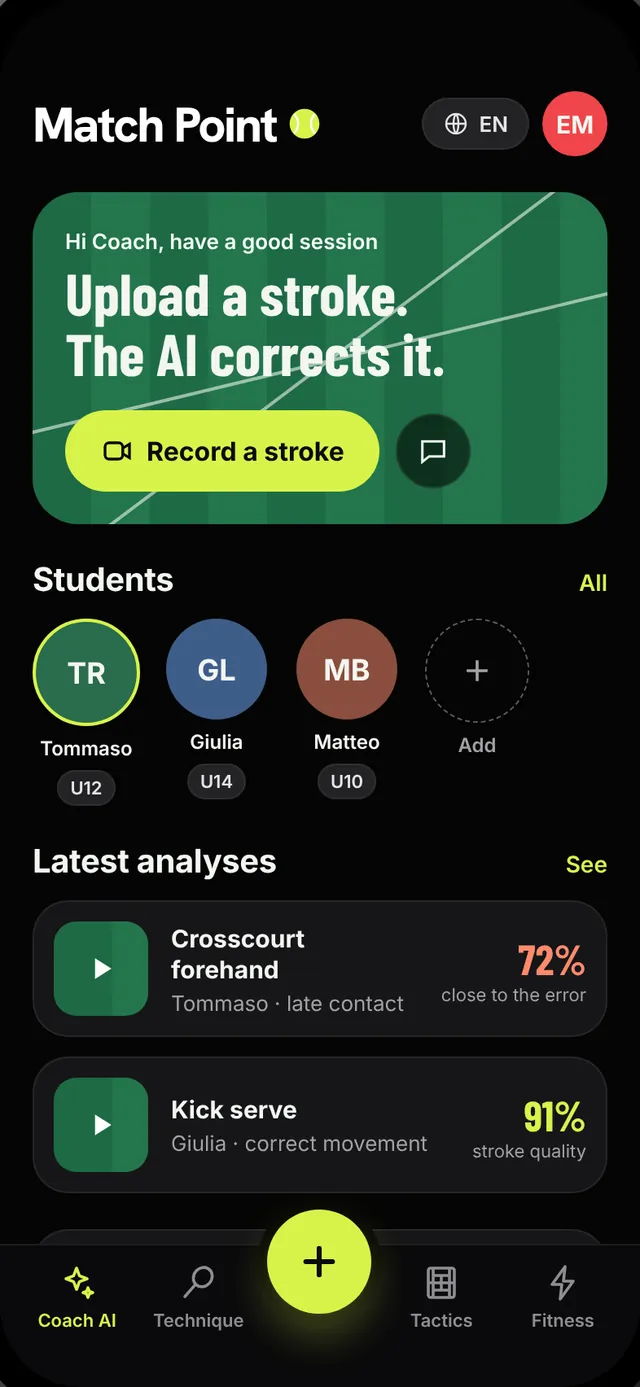 Match Point
EN
EM
Hi Coach, have a good session
Upload a stroke.
The AI corrects it.
Record a stroke
Students
All
TR
GL
MB
Tommaso
Giulia
Matteo
Add
U12
U14
U10
Latest analyses
See
Crosscourt
forehand
Tommaso · late contact
72%
close to the error
Kick serve
Giulia · correct movement
91%
stroke quality
Coach AI
Technique
Tactics
Fitness